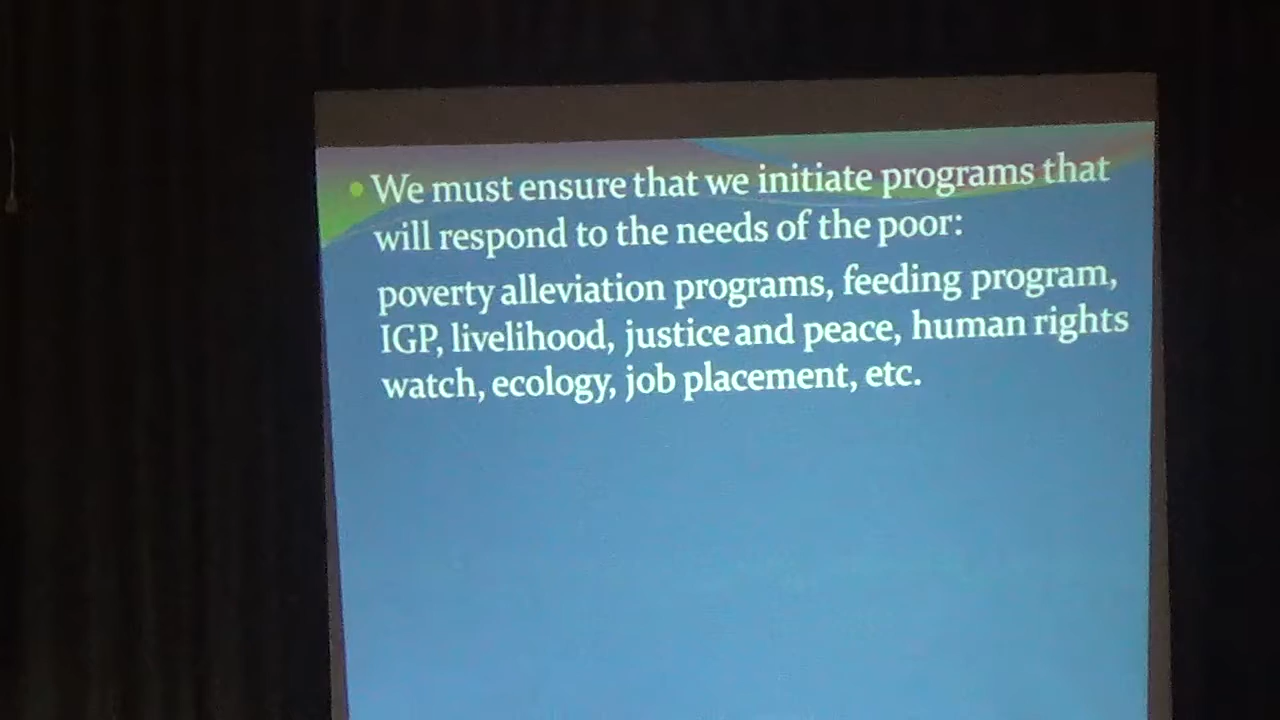 • We must ensure that we initiate programs that
will respond to the needs of the poor:
poverty alleviation programs, feeding program,
IGP, livelihood, justice and peace, human rights
watch, ecology, job placement, etc.